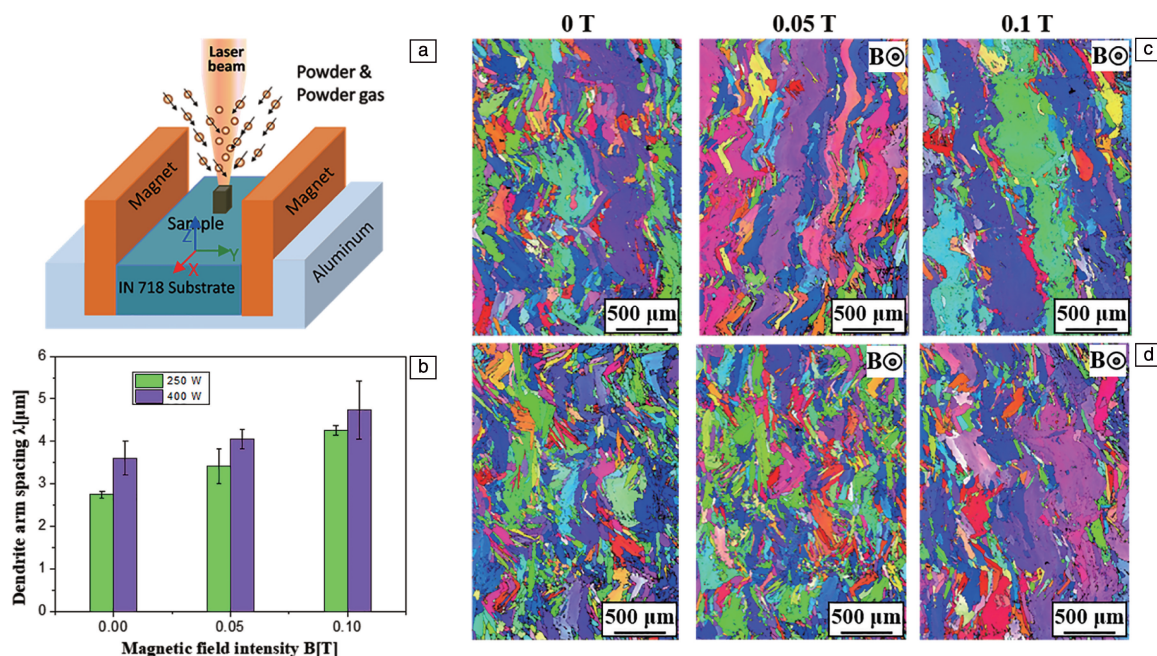 a
Laser
beam
Powder &
Powder gas
Magnet
Magnet
Sample
Z
Y
X
IN 718 Substrate
Aluminum
b
6
5
4
3
2
1
0
250 W
400 W
Dendrite arm spacing λ[μm]
0.00
0.05
0.10
Magnetic field intensity B[T]
0 T
0.05 T
0.1 T
c
B
B
500 μm
500 μm
500 μm
d
B
B
500 μm
500 μm
500 μm